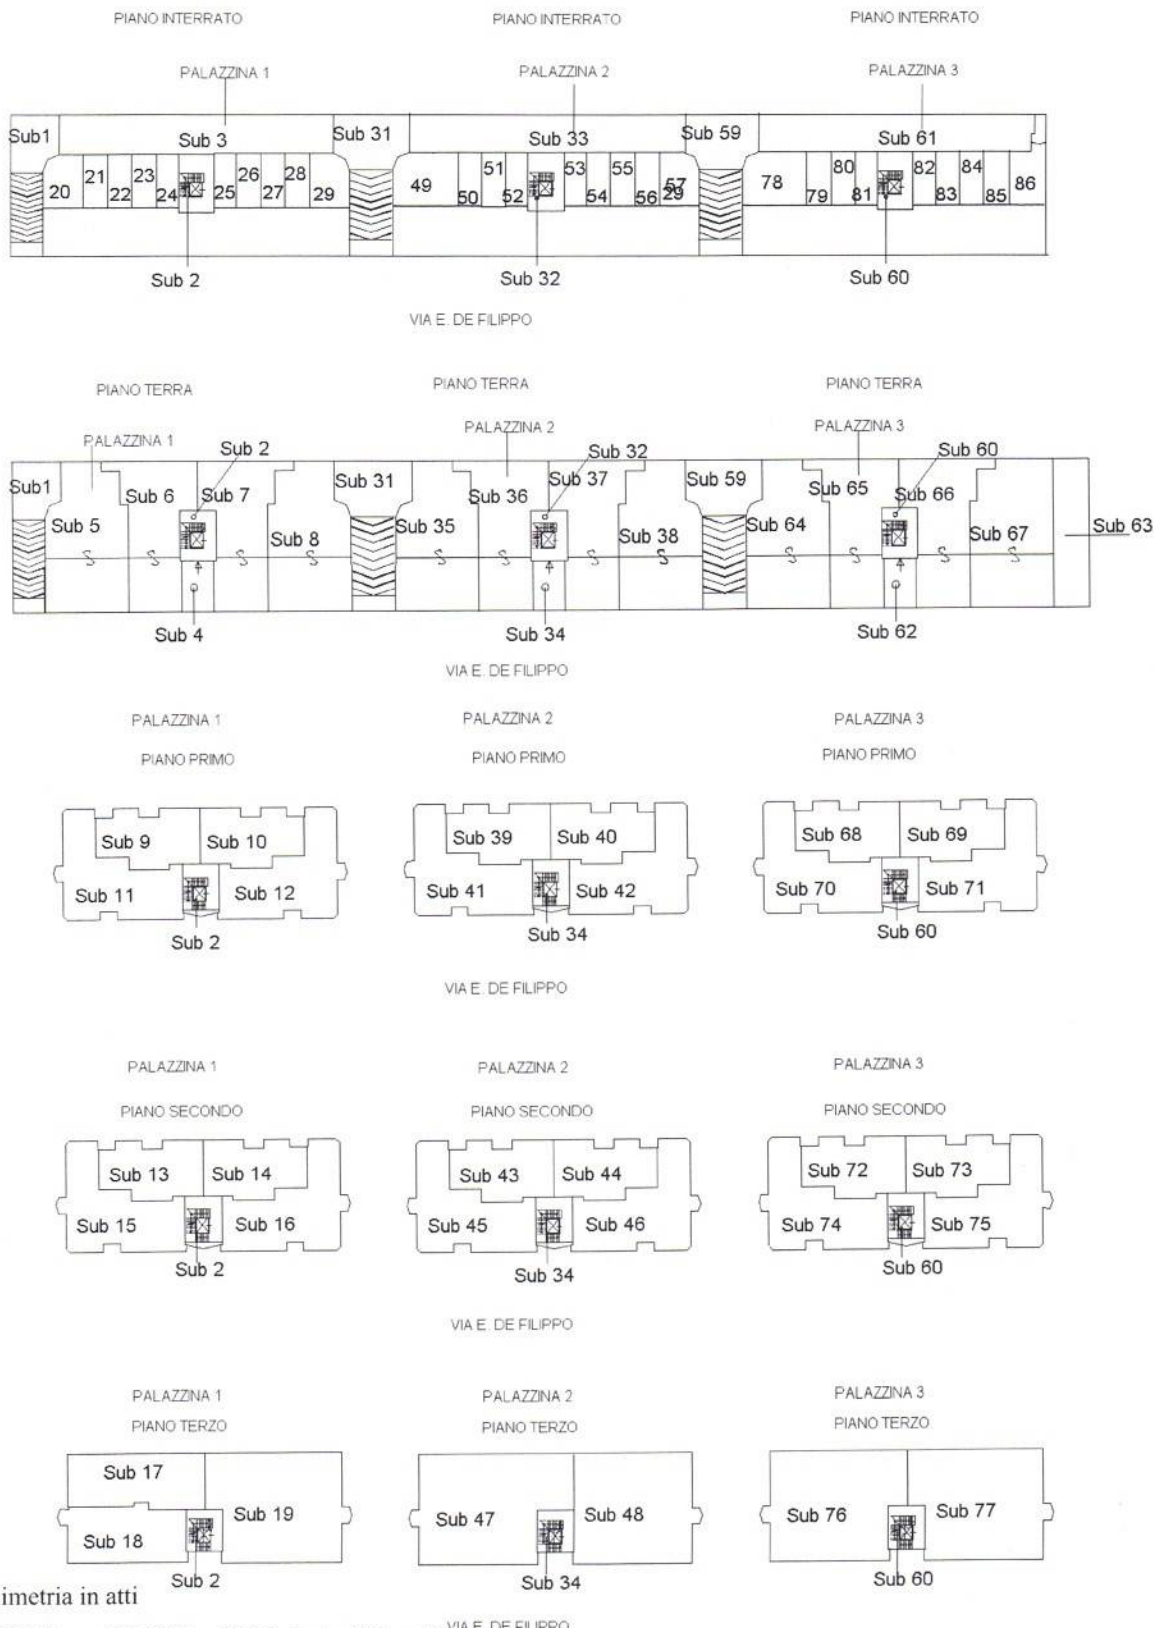 PIANO INTERRATO PIANO INTERRATO PIANO INTERRATO
PALAZZINA 1 PALAZZINA 2 PALAZZINA 3
Sub1 Sub 3 Sub 31 Sub 33 Sub 59 Sub 61
20 21 22 23 24 25 26 27 28 29 49 50 51 52 53 54 55 56 57 29 78 79 80 81 82 83 84 85 86
Sub 2 Sub 32 Sub 60
VIA E. DE FILIPPO
PIANO TERRA PIANO TERRA PIANO TERRA
PALAZZINA 1 PALAZZINA 2 PALAZZINA 3
Sub 2 Sub 32 Sub 60
Sub1 Sub 6 Sub 7 Sub 31 Sub 36 Sub 37 Sub 59 Sub 65 Sub 66
Sub 5 Sub 8 Sub 35 Sub 38 Sub 64 Sub 67 Sub 63
Sub 4 Sub 34 Sub 62
VIA E. DE FILIPPO
PALAZZINA 1 PALAZZINA 2 PALAZZINA 3
PIANO PRIMO PIANO PRIMO PIANO PRIMO
Sub 9 Sub 10 Sub 39 Sub 40 Sub 68 Sub 69
Sub 11 Sub 12 Sub 41 Sub 42 Sub 70 Sub 71
Sub 2 Sub 34 Sub 60
VIA E. DE FILIPPO
PALAZZINA 1 PALAZZINA 2 PALAZZINA 3
PIANO SECONDO PIANO SECONDO PIANO SECONDO
Sub 13 Sub 14 Sub 43 Sub 44 Sub 72 Sub 73
Sub 15 Sub 16 Sub 45 Sub 46 Sub 74 Sub 75
Sub 2 Sub 34 Sub 60
VIA E. DE FILIPPO
PALAZZINA 1 PALAZZINA 2 PALAZZINA 3
PIANO TERZO PIANO TERZO PIANO TERZO
Sub 17 Sub 19 Sub 47 Sub 48 Sub 76 Sub 77
Sub 18
Sub 2 Sub 34 Sub 60
imetria in atti
VIA E. DE FILIPPO